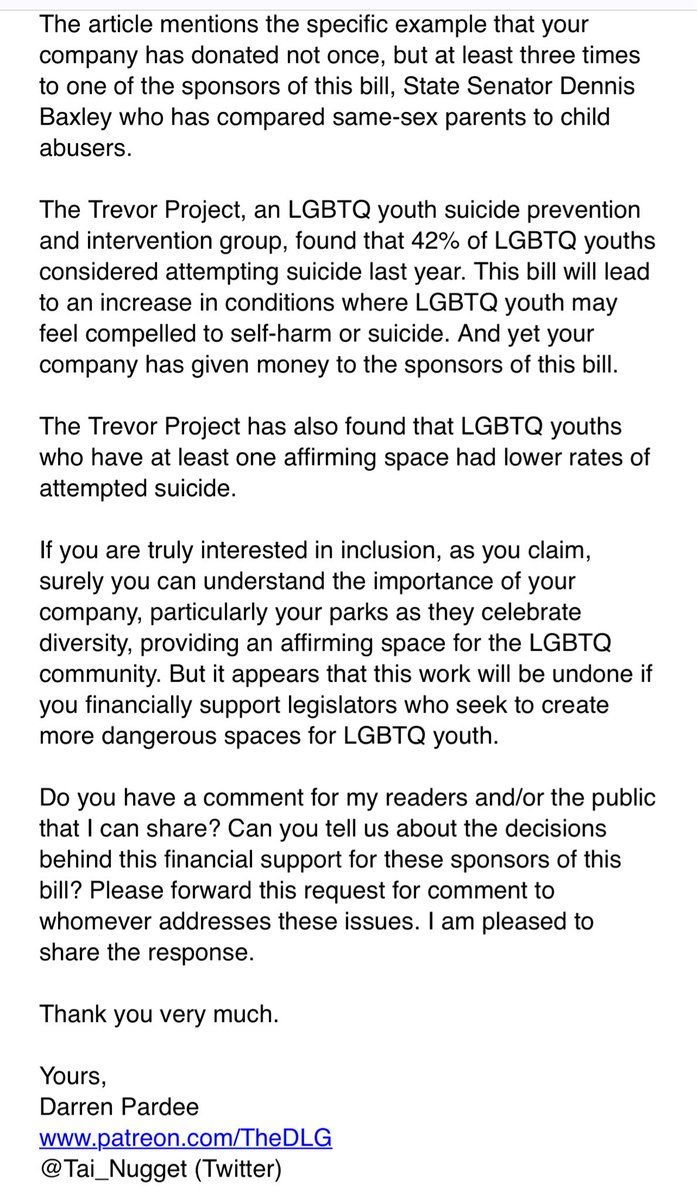 The article mentions the specific example that your
company has donated not once, but at least three times
to one of the sponsors of this bill, State Senator Dennis
Baxley who has compared same-sex parents to child
abusers.
The Trevor Project, an LGBTQ youth suicide prevention
and intervention group, found that 42% of LGBTQ youths
considered attempting suicide last year. This bill will lead
to an increase in conditions where LGBTQ youth may
feel compelled to self-harm or suicide. And yet your
company has given money to the sponsors of this bill.
The Trevor Project has also found that LGBTQ youths
who have at least one affirming space had lower rates of
attempted suicide.
If you are truly interested in inclusion, as you claim,
surely you can understand the importance of your
company, particularly your parks as they celebrate
diversity, providing an affirming space for the LGBTQ
community. But it appears that this work will be undone if
you financially support legislators who seek to create
more dangerous spaces for LGBTQ youth.
Do you have a comment for my readers and/or the public
that I can share? Can you tell us about the decisions
behind this financial support for these sponsors of this
bill? Please forward this request for comment to
whomever addresses these issues. I am pleased to
share the response.
Thank you very much.
Yours,
Darren Pardee
www.patreon.com/TheDLG
@Tai_Nugget (Twitter)